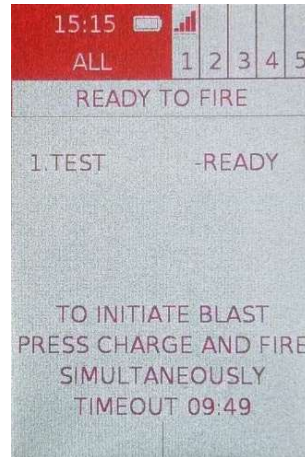 15:15
ALL 1 2 3 4 5
READY TO FIRE
1.TEST -READY
TO INITIATE BLAST
PRESS CHARGE AND FIRE
SIMULTANEOUSLY
TIMEOUT 09:49